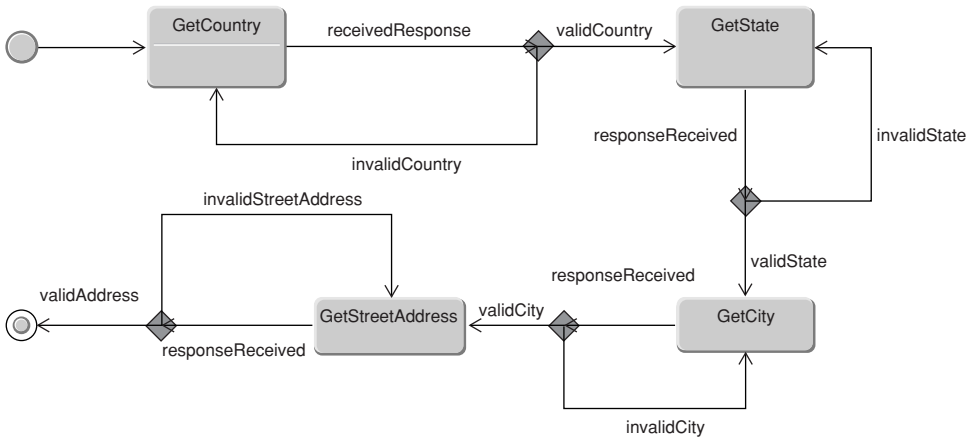 GetCountry
receivedResponse
validCountry
GetState
invalidCountry
responseReceived
invalidState
validState
GetCity
responseReceived
validCity
invalidCity
GetStreetAddress
responseReceived
invalidStreetAddress
validAddress